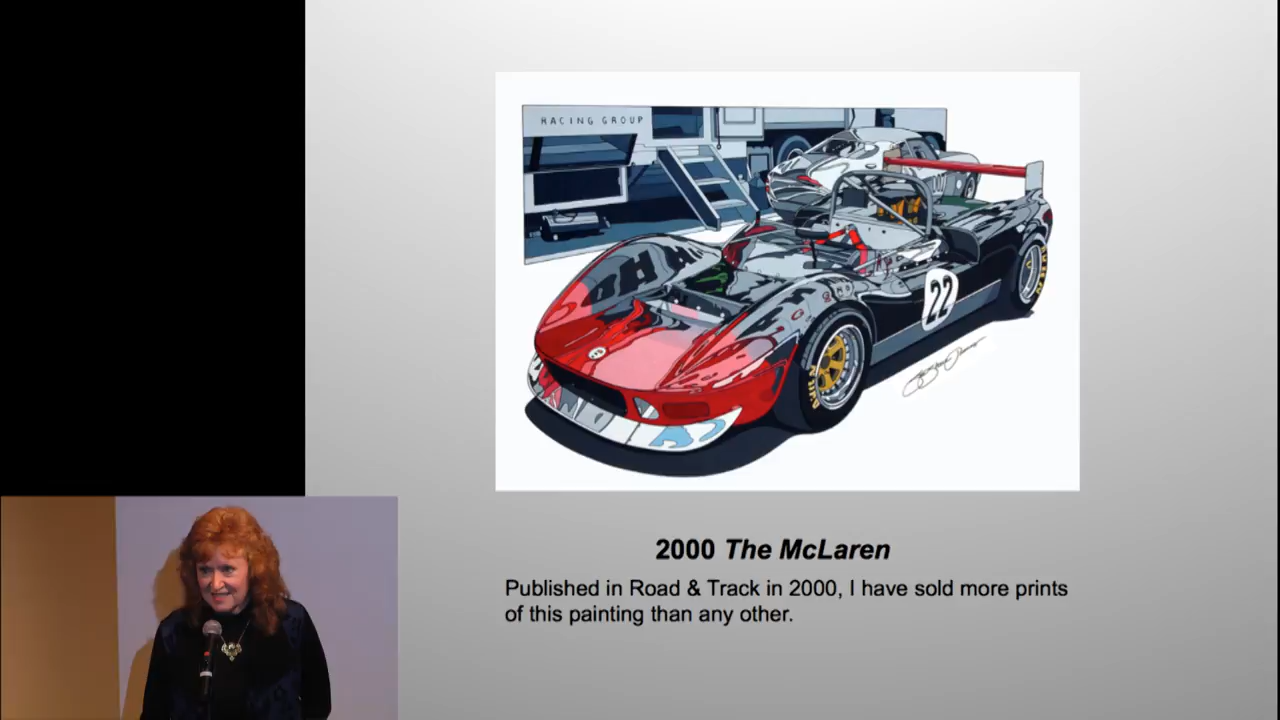 RACING GROUP
22
2000 The McLaren
Published in Road & Track in 2000, I have sold more prints
of this painting than any other.